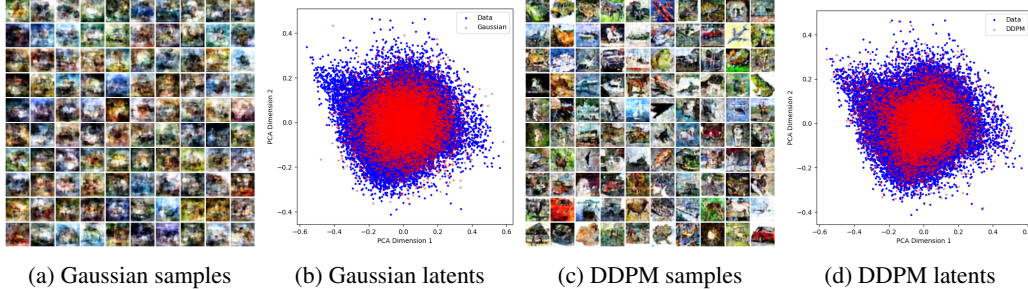 Data
Gaussian
0.4
0.2
0.0
−0.2
−0.4
PCA Dimension 2
−0.6 −0.4 −0.2 0.0 0.2 0.4 0.6
PCA Dimension 1
Data
DDPM
0.4
0.2
0.0
−0.2
−0.4
PCA Dimension 2
−0.6 −0.4 −0.2 0.0 0.2 0.4 0.6
PCA Dimension 1
(a) Gaussian samples
(b) Gaussian latents
(c) DDPM samples
(d) DDPM latents